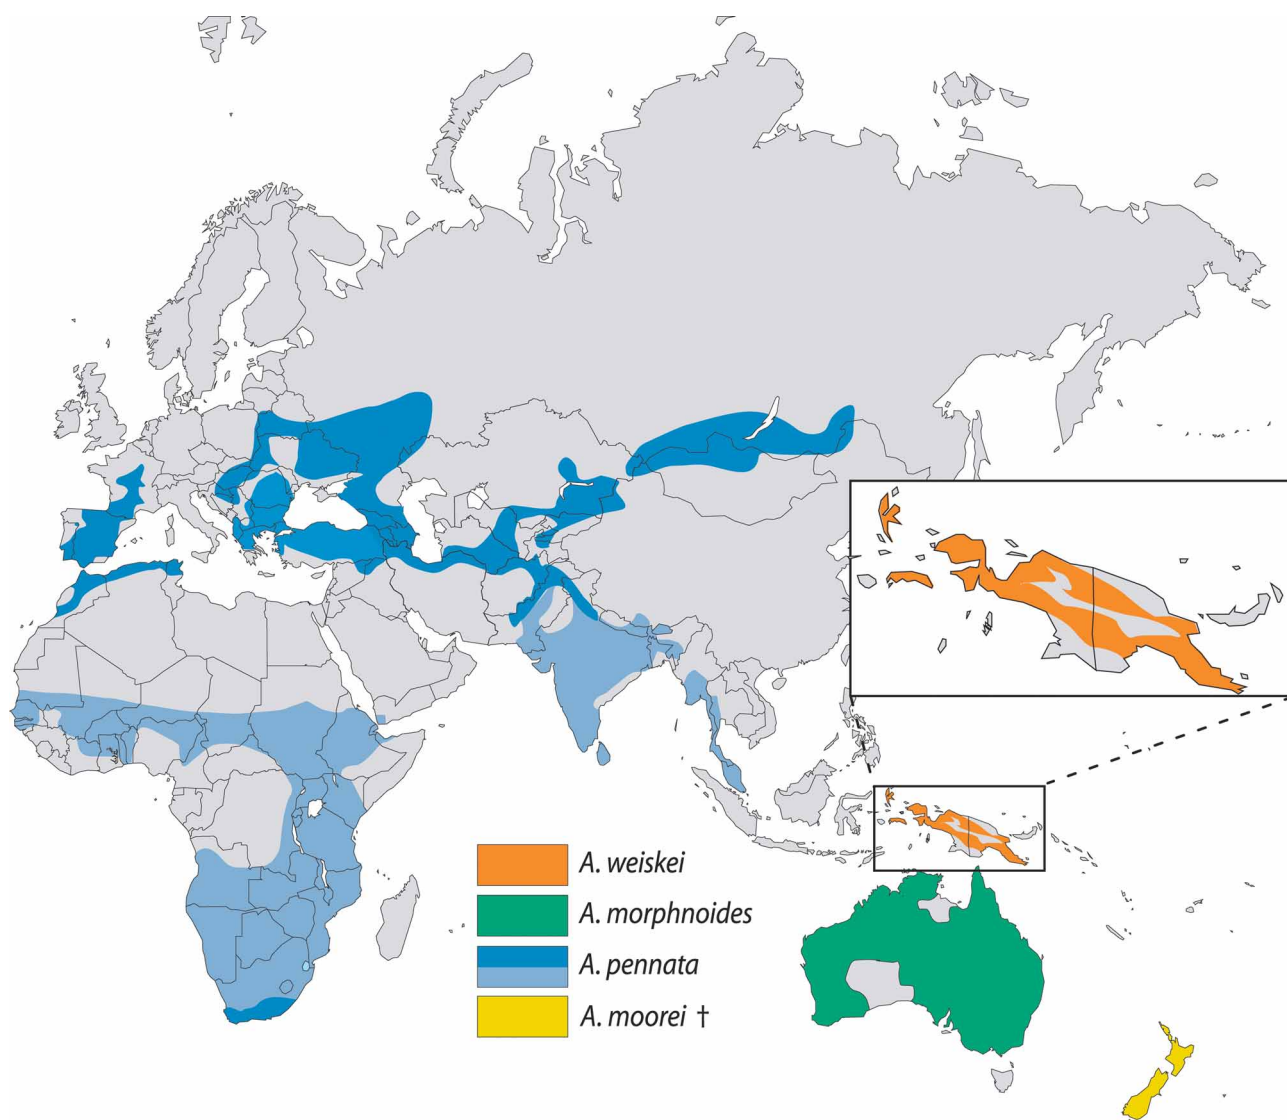 A. weiskei
A. morphnoides
A. pennata
A. moorei †